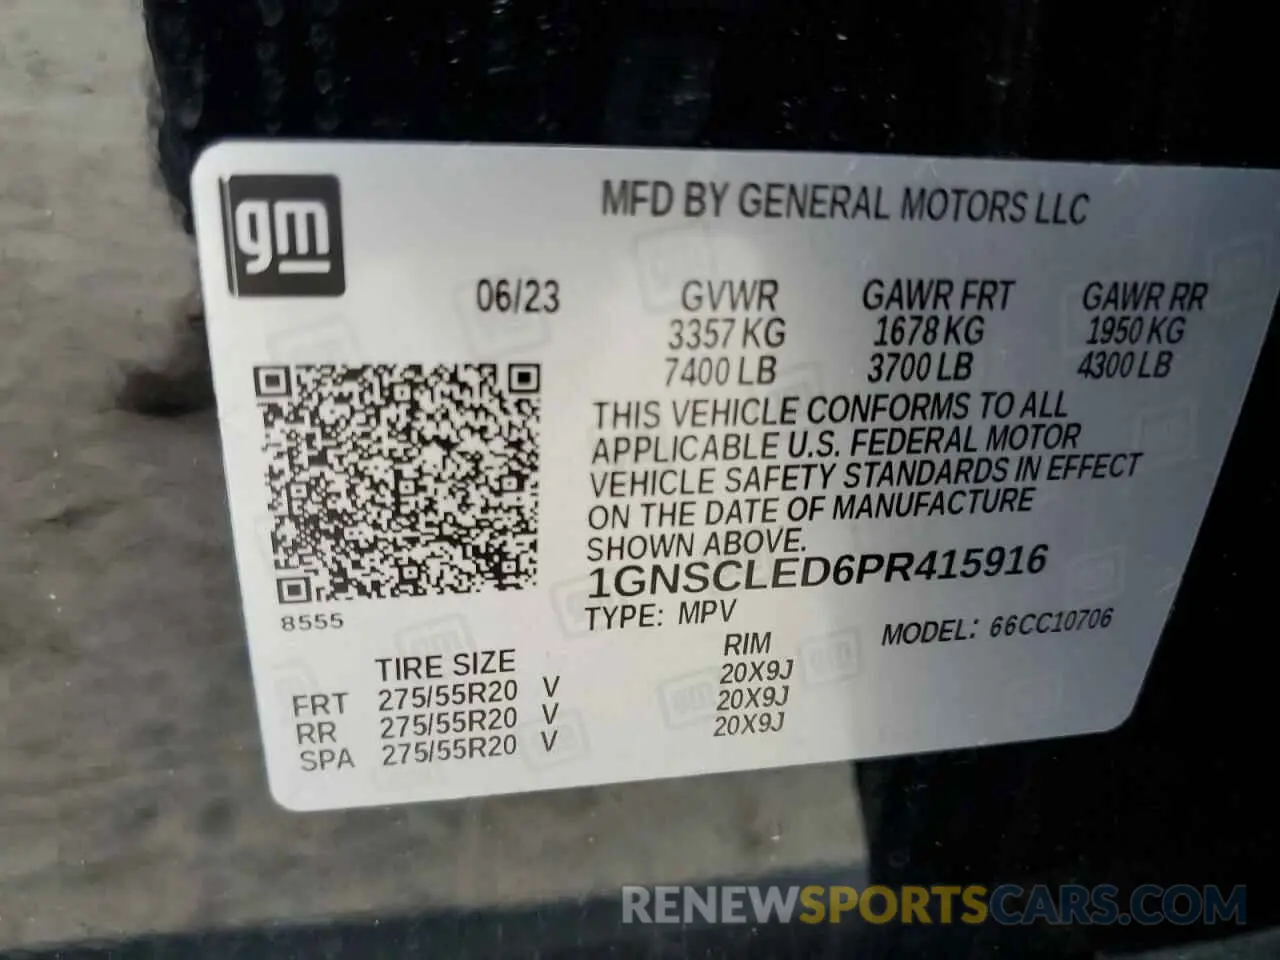 gm
MFD BY GENERAL MOTORS LLC
06/23 GVWR GAWR FRT GAWR RR
3357 KG 1678 KG 1950 KG
7400 LB 3700 LB 4300 LB
THIS VEHICLE CONFORMS TO ALL
APPLICABLE U.S. FEDERAL MOTOR
VEHICLE SAFETY STANDARDS IN EFFECT
ON THE DATE OF MANUFACTURE
SHOWN ABOVE.
1GNSCLED6PR415916
8555
TYPE: MPV MODEL: 66CC10706
TIRE SIZE RIM
FRT 275/55R20 V 20X9J
RR 275/55R20 V 20X9J
SPA 275/55R20 V 20X9J
RENEWSPORTSCARS.COM